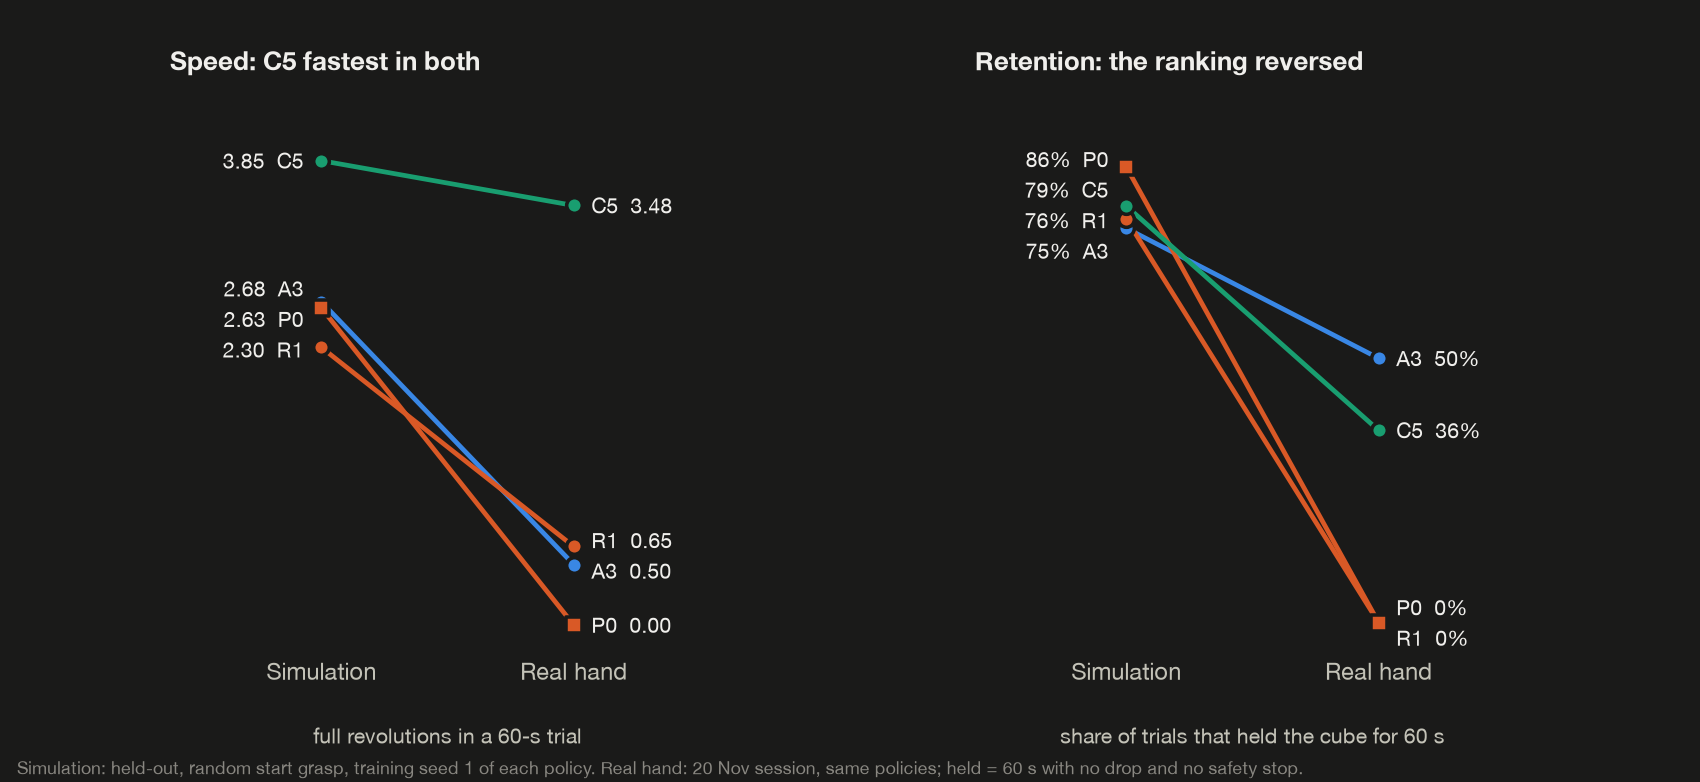 Speed: C5 fastest in both
3.85 C5
C5 3.48
2.68 A3
2.63 P0
2.30 R1
R1 0.65
A3 0.50
P0 0.00
Simulation
Real hand
full revolutions in a 60-s trial
Retention: the ranking reversed
86% P0
79% C5
76% R1
75% A3
A3 50%
C5 36%
P0 0%
R1 0%
Simulation
Real hand
share of trials that held the cube for 60 s
Simulation: held-out, random start grasp, training seed 1 of each policy. Real hand: 20 Nov session, same policies; held = 60 s with no drop and no safety stop.